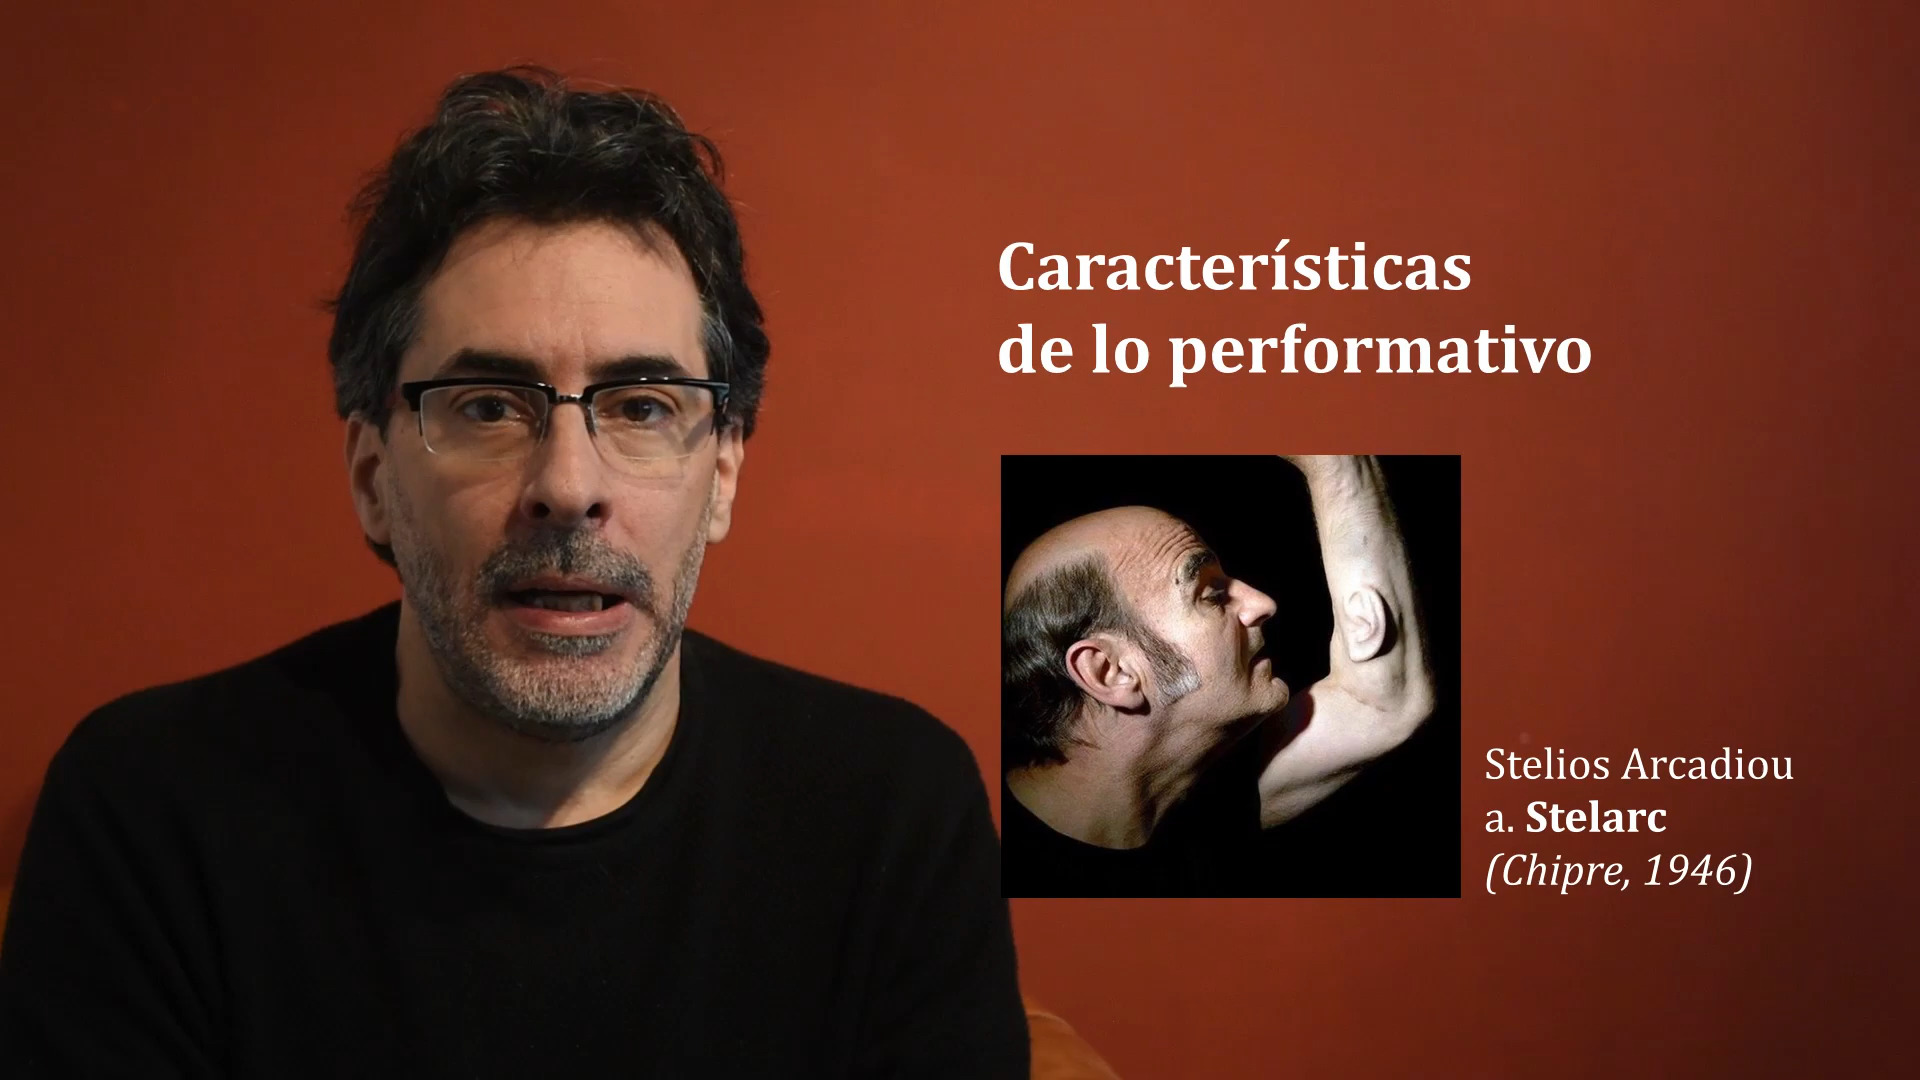 Características
de lo performativo
Stelios Arcadiou
a. Stelarc
(Chipre, 1946)